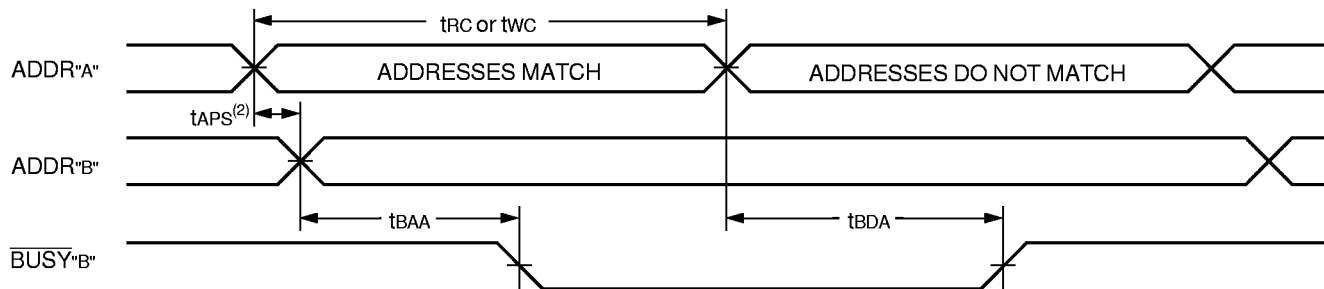 tRC or tWC
ADDR"A"
ADDRESSES MATCH
ADDRESSES DO NOT MATCH
tAPS(2)
ADDR"B"
tBAA
tBDA
BUSY"B"